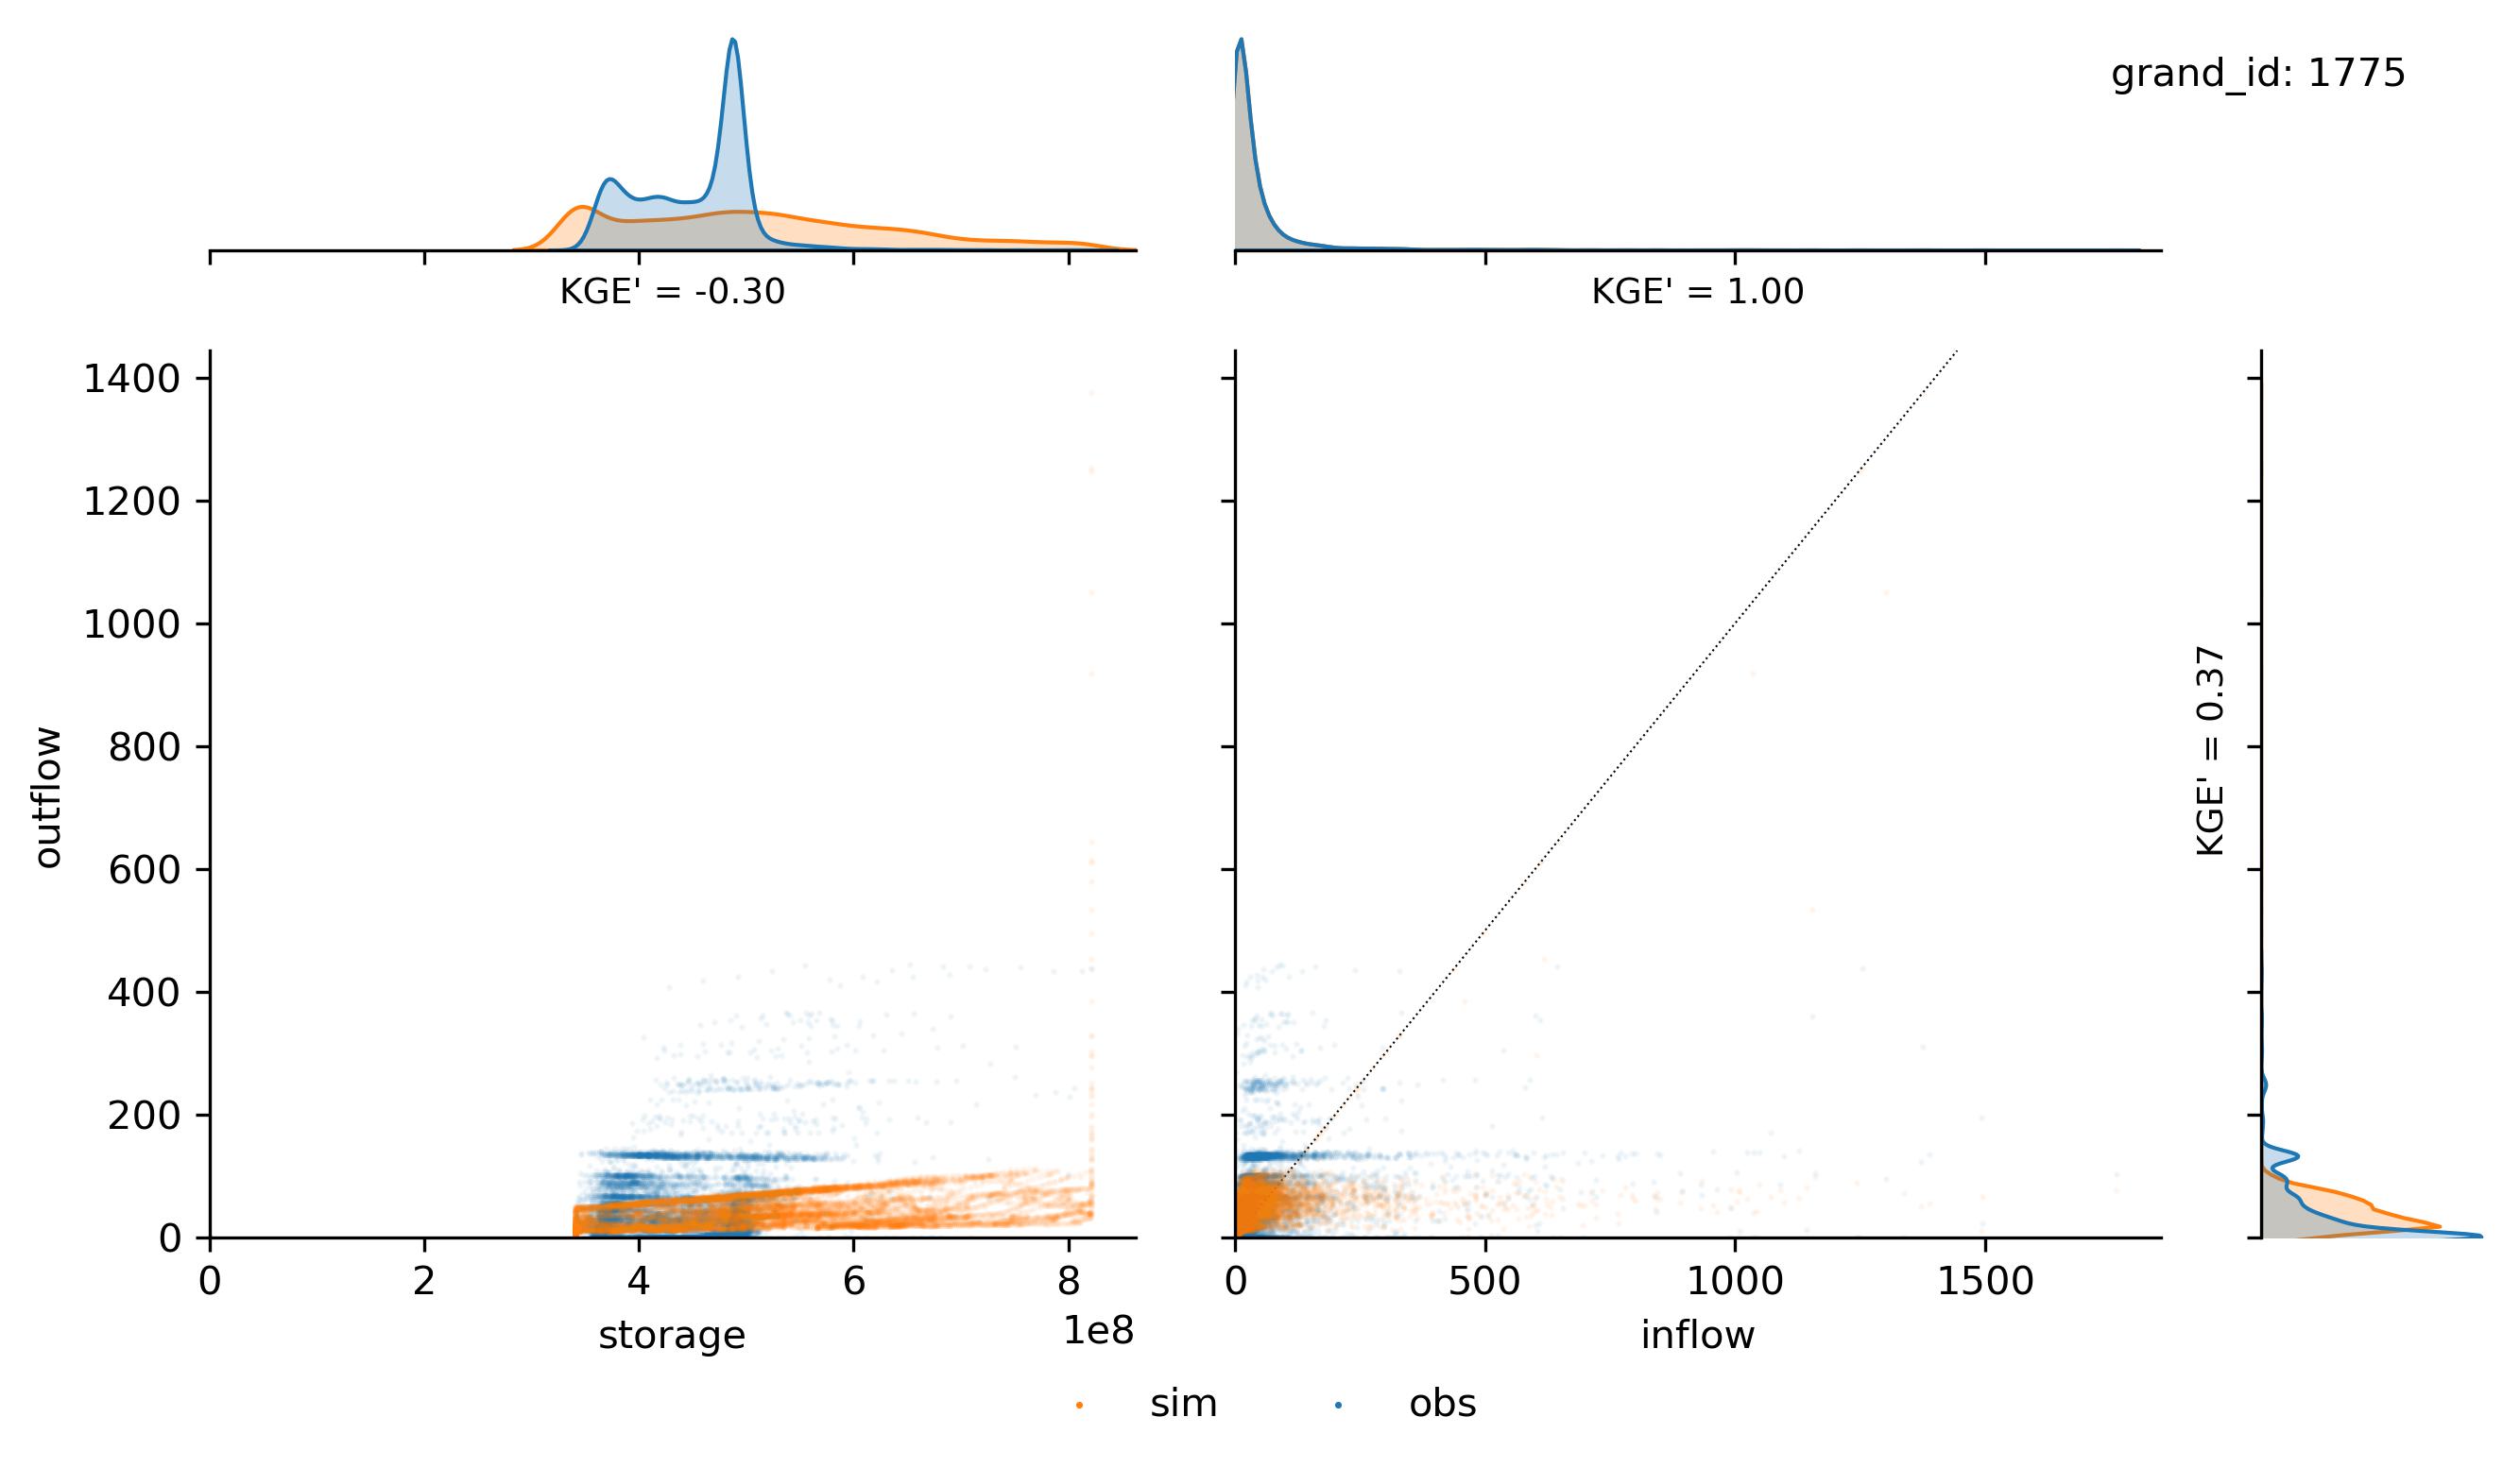 grand_id: 1775
KGE' = -0.30
KGE' = 1.00
1400
1200
1000
800
600
400
200
0
outflow
KGE' = 0.37
0 2 4 6 8
1e8
storage
0 500 1000 1500
inflow
sim obs